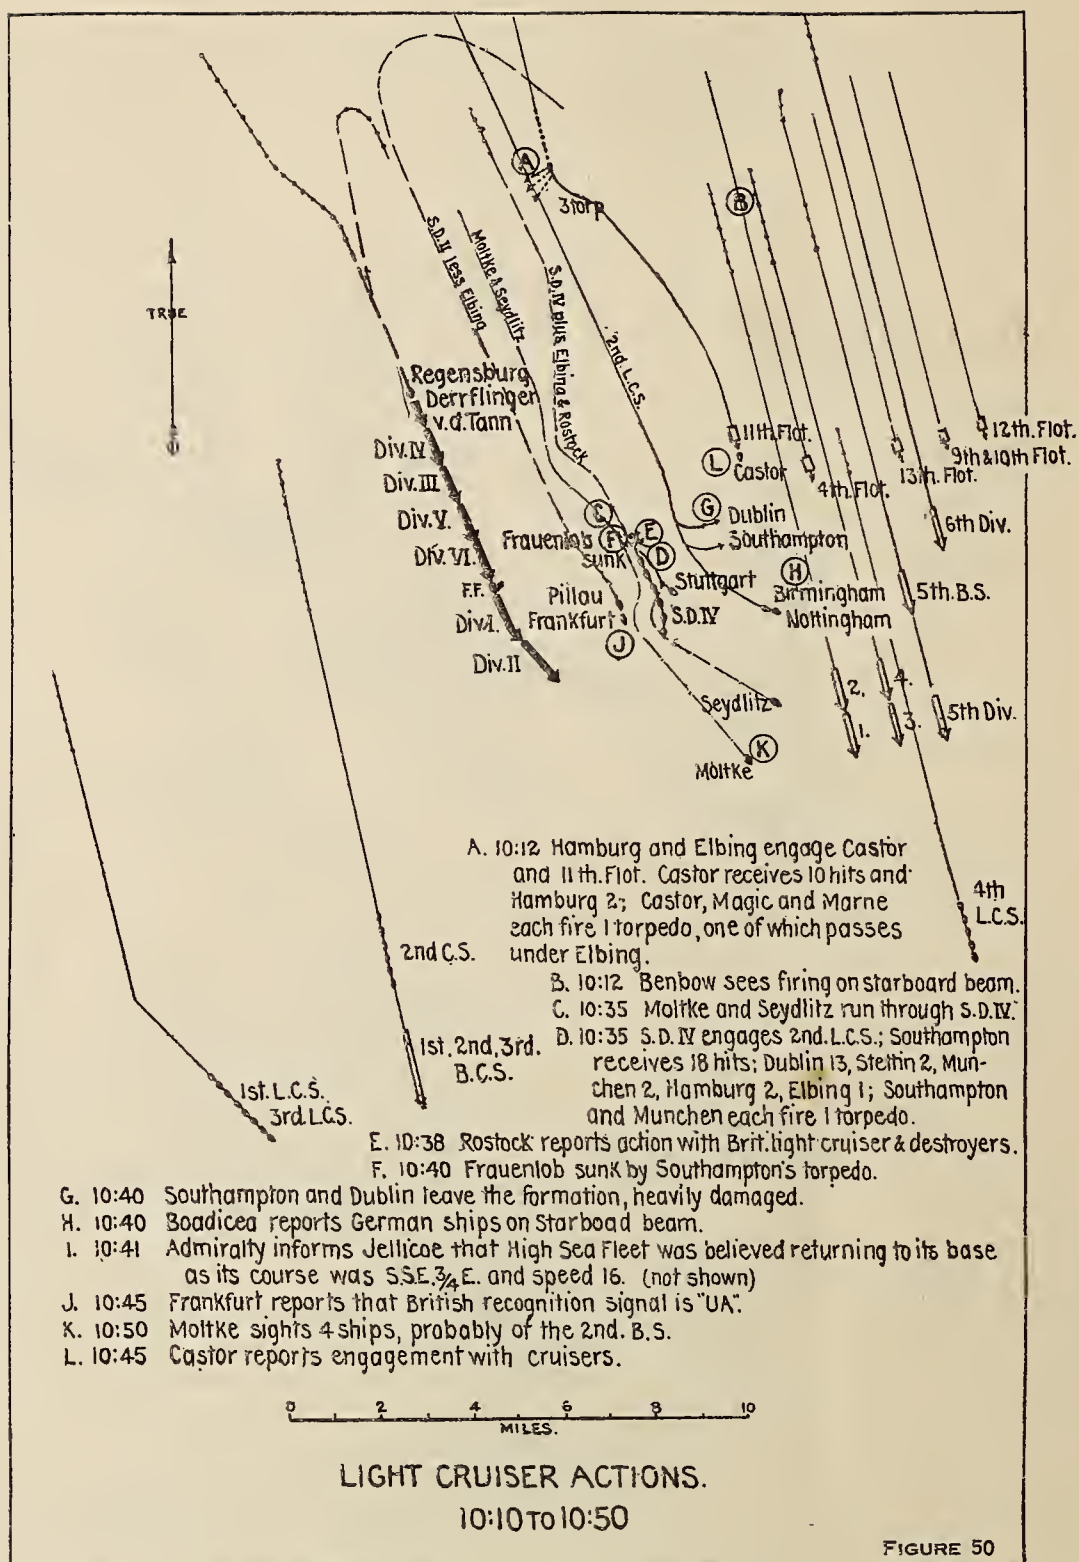 A
3 torp
B
TRUE
S.D.II less Elbing
Moltke & Seydlitz
S.D.IV plus Elbing & Rostock
2nd. L.C.S.
Regensburg
Derrflinger
v.d.Tann
Div.IV
Div.III
Div.V.
Div.VI.
F.F.
Div.I.
Div.II
11th Flot.
L Castor
4th Flot.
13th. Flot.
9th & 10th Flot.
12th. Flot.
6th Div.
C
G Dublin
Southampton
Frauenlob F E
sunk D
Stuttgart
H
Birmingham
Nottingham
5th. B.S.
Pillau
Frankfurt
J
S.D.IV
Seydlitz
K
Moltke
2. 4.
1. 3.
5th Div.
4th
L.C.S.
2nd C.S.
1st. 2nd. 3rd.
B.C.S.
1st. L.C.S.
3rd. L.C.S.
A. 10:12 Hamburg and Elbing engage Castor
and 11th. Flot. Castor receives 10 hits and
Hamburg 2; Castor, Magic and Marne
each fire 1 torpedo, one of which passes
under Elbing.
B. 10:12 Benbow sees firing on starboard beam.
C. 10:35 Moltke and Seydlitz run through S.D.IV.
D. 10:35 S.D. IV engages 2nd. L.C.S.; Southampton
receives 18 hits; Dublin 13, Stettin 2, Mun-
chen 2, Hamburg 2, Elbing 1; Southampton
and Munchen each fire 1 torpedo.
E. 10:38 Rostock reports action with Brit. light cruiser & destroyers.
F. 10:40 Frauenlob sunk by Southampton's torpedo.
G. 10:40 Southampton and Dublin leave the formation, heavily damaged.
H. 10:40 Boadicea reports German ships on Starboad beam.
I. 10:41 Admiralty informs Jellicoe that High Sea Fleet was believed returning to its base
as its course was S.S.E. 3/4 E. and speed 16. (not shown)
J. 10:45 Frankfurt reports that British recognition signal is "UA".
K. 10:50 Moltke sights 4 ships, probably of the 2nd. B.S.
L. 10:45 Castor reports engagement with cruisers.
0 2 4 6 8 10
MILES.
LIGHT CRUISER ACTIONS.
10:10 TO 10:50
FIGURE 50